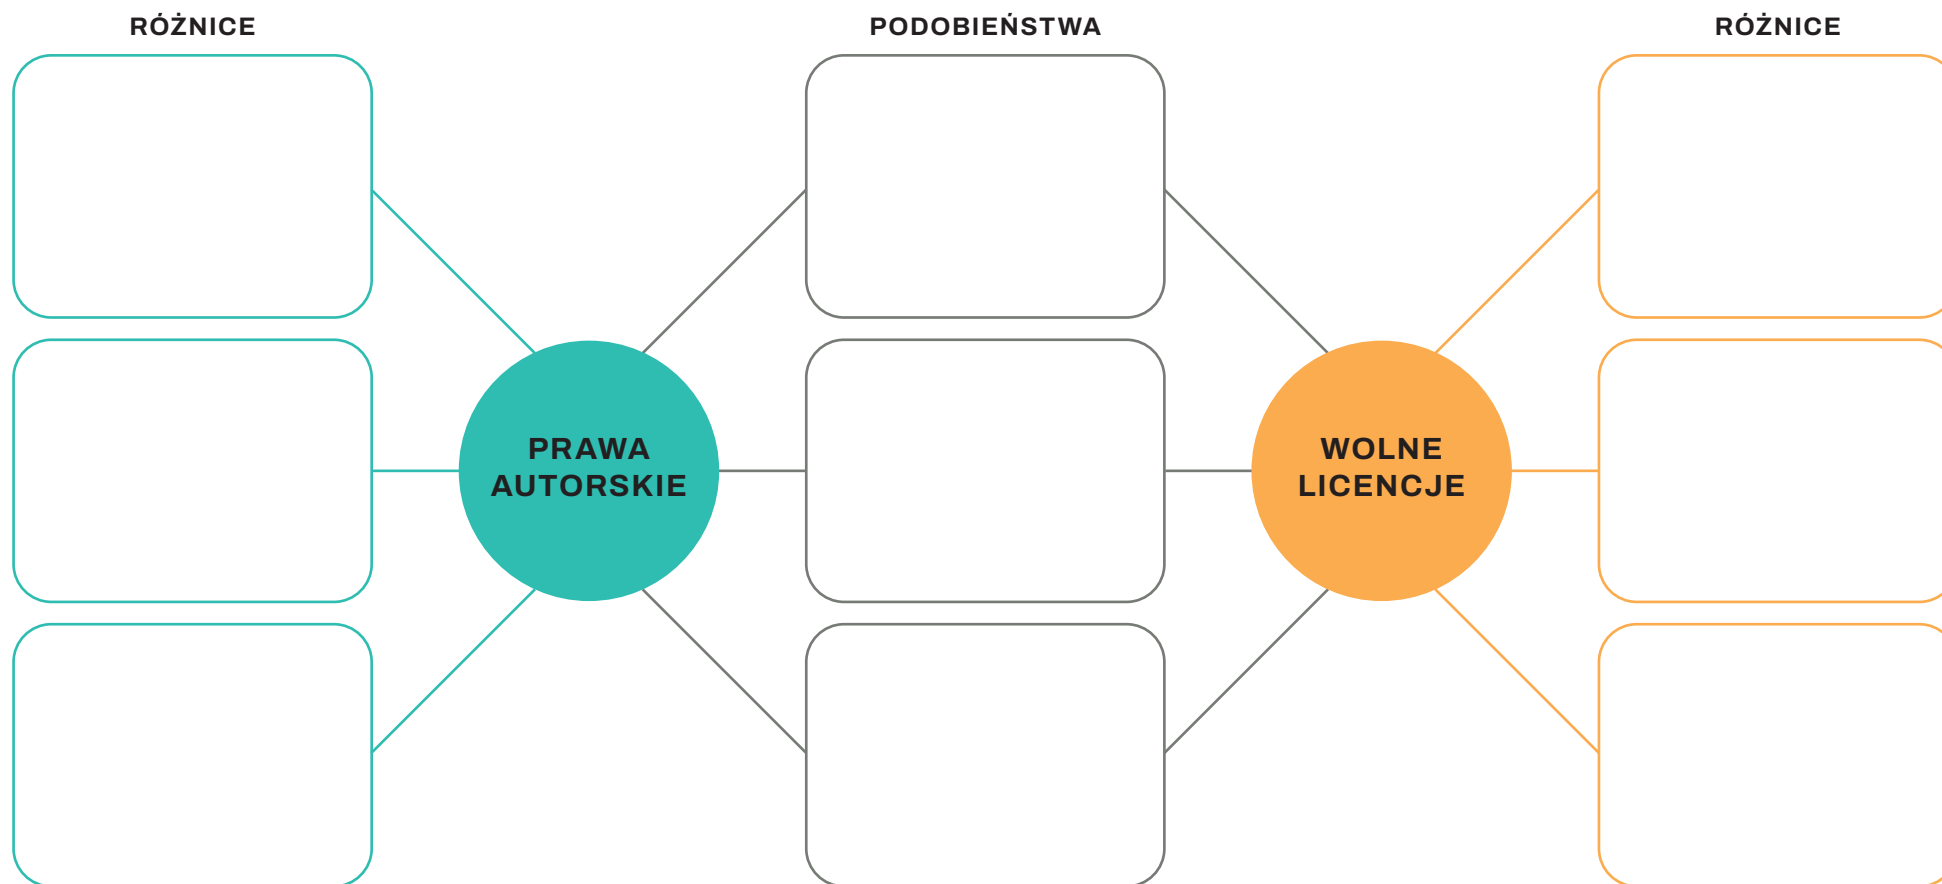 RÓŻNICE
PODOBIEŃSTWA
RÓŻNICE
PRAWA
AUTORSKIE
WOLNE
LICENCJE